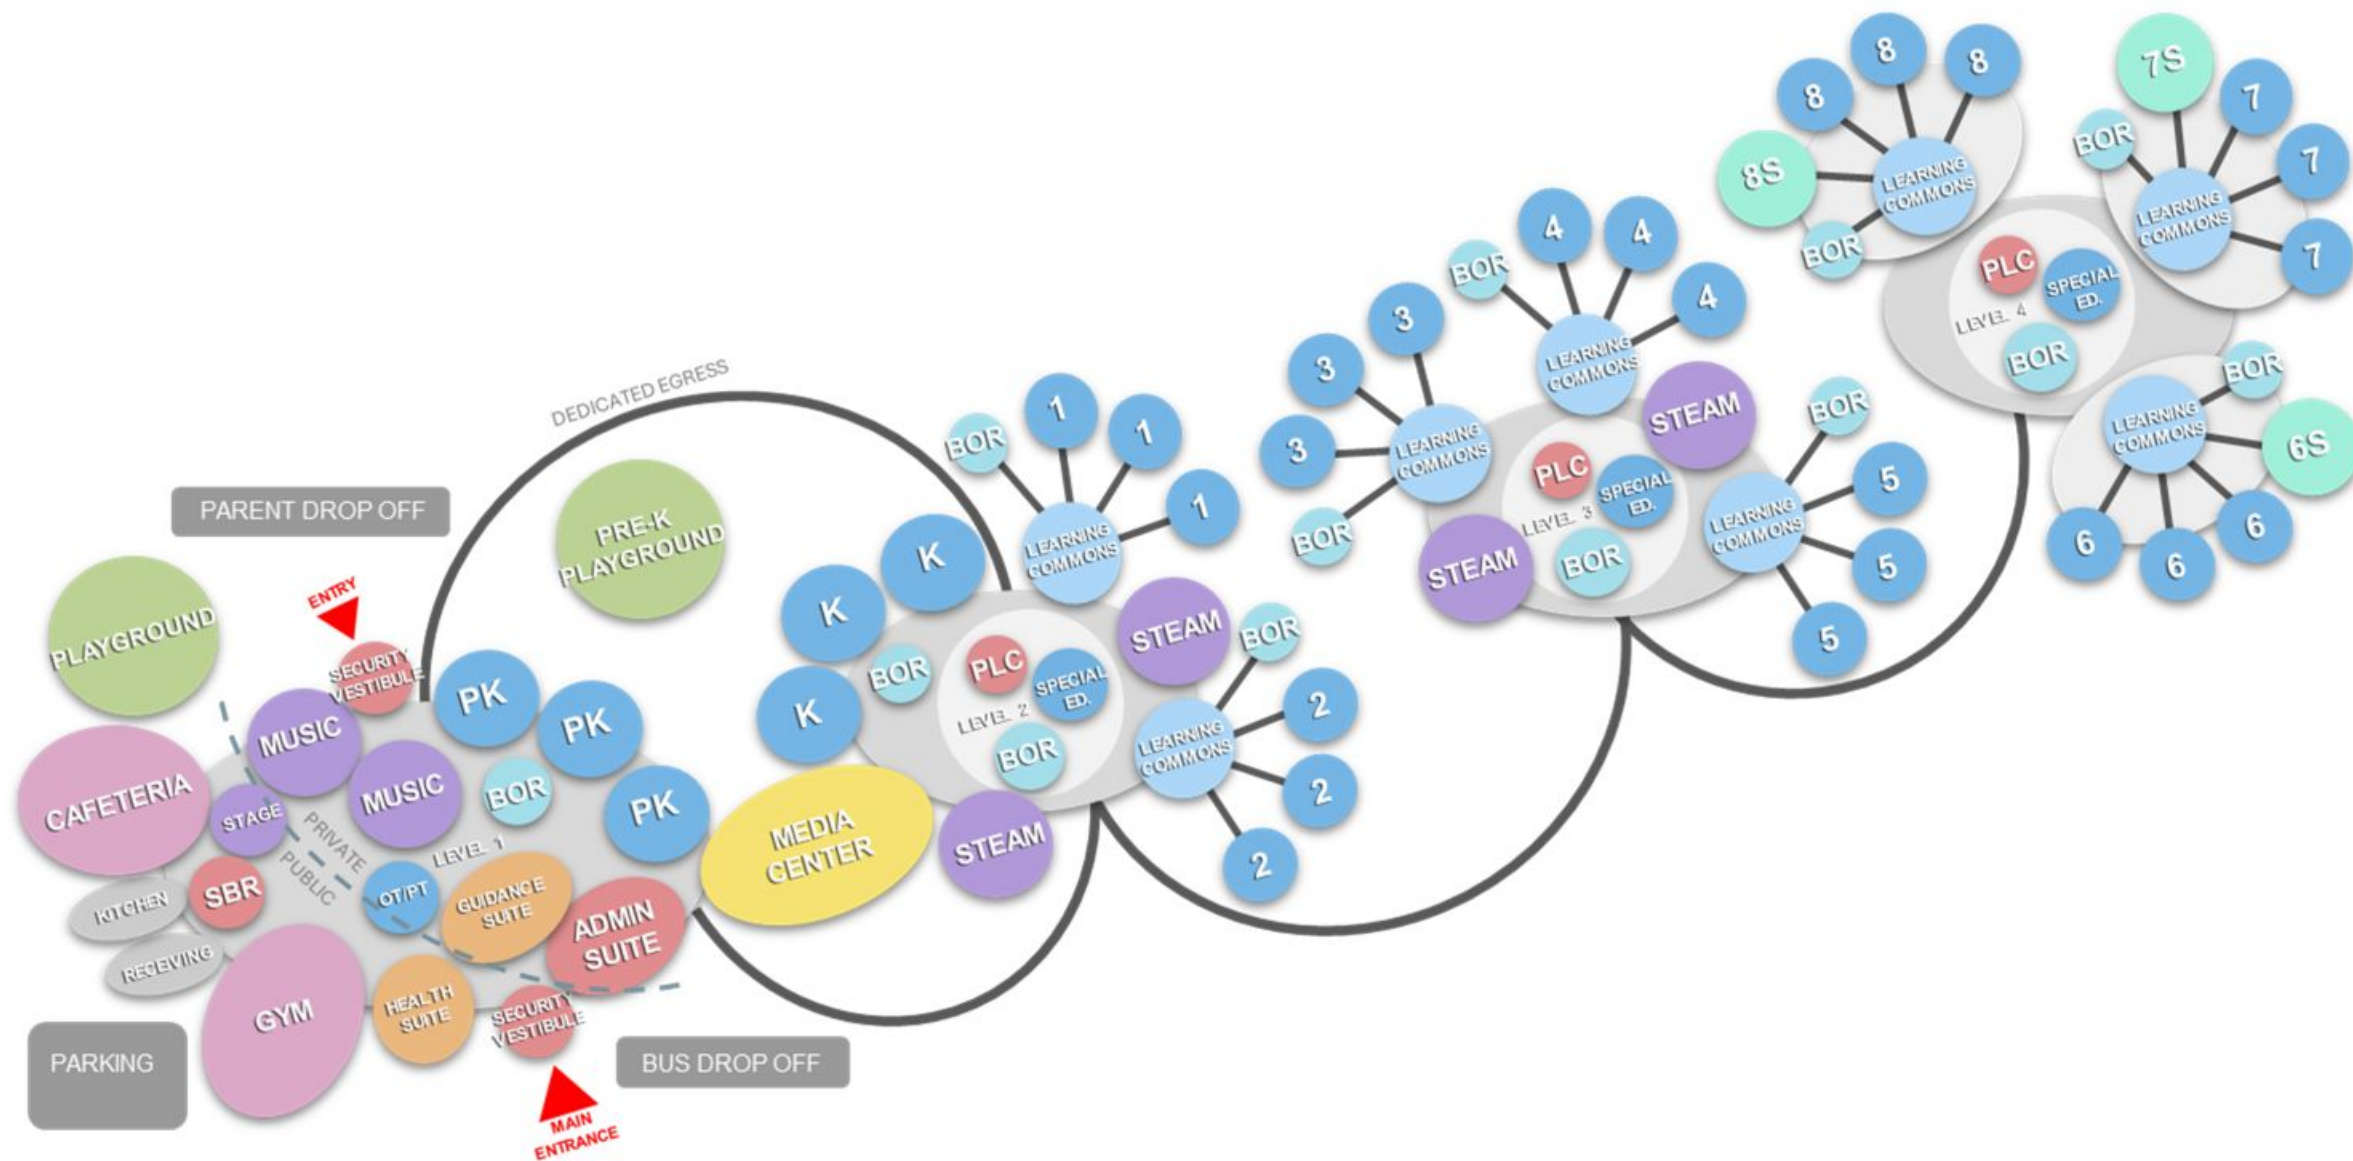 DEDICATED EGRESS
PARENT DROP OFF
PRE-K
PLAYGROUND
PLAYGROUND
ENTRY
SECURITY
VESTIBULE
MUSIC
MUSIC
CAFETERIA
STAGE
PRIVATE
PUBLIC
KITCHEN
SBR
RECEIVING
GYM
PARKING
PK
PK
PK
BOR
LEVEL 1
OT/PT
GUIDANCE
SUITE
ADMIN
SUITE
HEALTH
SUITE
SECURITY
VESTIBULE
MAIN
ENTRANCE
BUS DROP OFF
MEDIA
CENTER
K
K
K
BOR
PLC
SPECIAL
ED.
LEVEL 2
BOR
STEAM
STEAM
BOR
1
1
1
LEARNING
COMMONS
BOR
2
2
2
LEARNING
COMMONS
3
3
3
BOR
LEARNING
COMMONS
BOR
4
4
4
LEARNING
COMMONS
STEAM
STEAM
PLC
SPECIAL
ED.
LEVEL 3
BOR
LEARNING
COMMONS
BOR
5
5
5
8
8
8
8S
BOR
LEARNING
COMMONS
7S
BOR
7
7
7
LEARNING
COMMONS
PLC
SPECIAL
ED.
LEVEL 4
BOR
LEARNING
COMMONS
BOR
6S
6
6
6